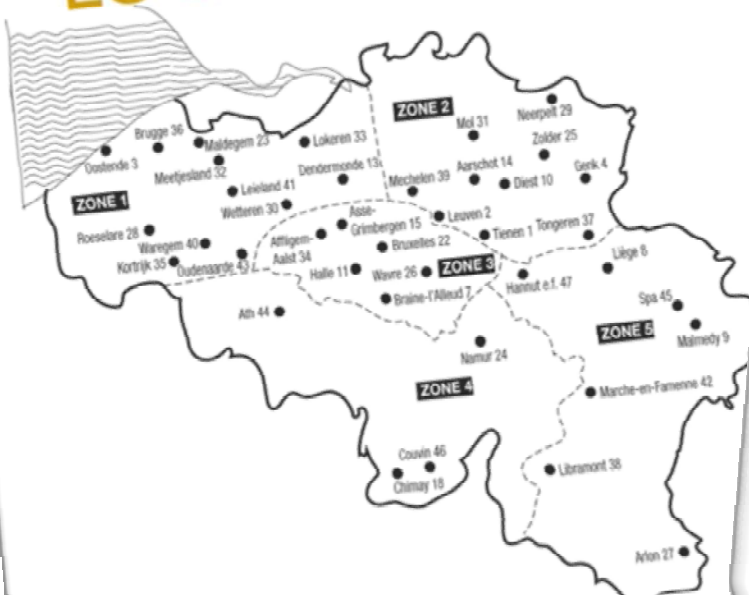 ZONE 2
Neerpelt 29
Mol 31
Brugge 36
Maldegem 23
Lokeren 33
Zolder 25
Oostende 3
Meetjesland 32
Dendermonde 13
Aarschot 14
Genk 4
Mechelen 39
Diest 10
Leieland 41
ZONE 1
Wetteren 30
Asse-
Grimbergen 15
Leuven 2
Tienen 1
Tongeren 37
Roeselare 28
Waregem 40
Affligem-
Aalst 34
Bruxelles 22
Liège 6
Kortrijk 35
Oudenaarde 43
Halle 11
Wavre 26
ZONE 3
Hannut e.f. 47
Braine-l'Alleud 7
Spa 45
Ath 44
ZONE 5
Malmedy 9
Namur 24
ZONE 4
Marche-en-Famenne 42
Couvin 46
Chimay 18
Libramont 38
Arlon 27